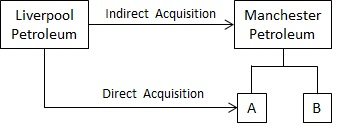 Liverpool
Petroleum
Indirect Acquisition
Manchester
Petroleum
Direct Acquisition
A
B